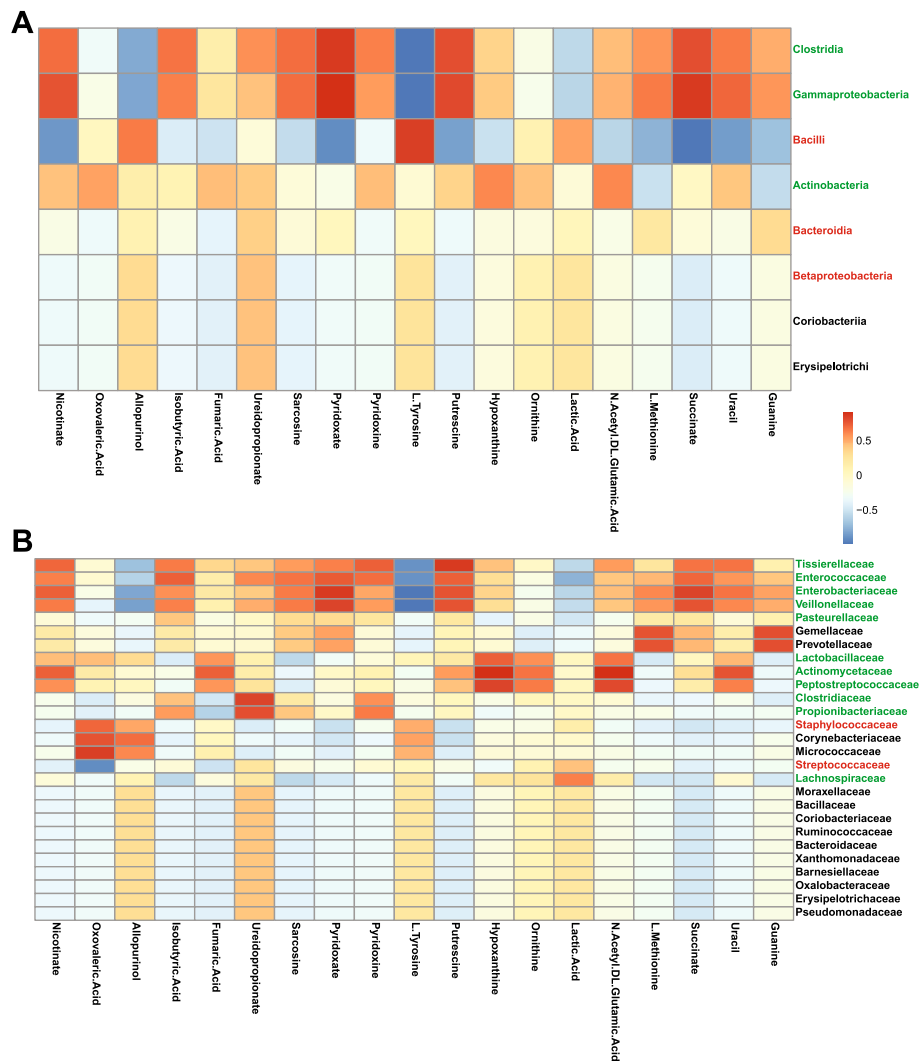 A
Clostridia
Gammaproteobacteria
Bacilli
Actinobacteria
Bacteroidia
Betaproteobacteria
Coriobacteriia
Erysipelotrichi
Nicotinate
Oxovaleric.Acid
Allopurinol
Isobutyric.Acid
Fumaric.Acid
Ureidopropionate
Sarcosine
Pyridoxate
Pyridoxine
L.Tyrosine
Putrescine
Hypoxanthine
Ornithine
Lactic.Acid
N.Acetyl.DL.Glutamic.Acid
L.Methionine
Succinate
Uracil
Guanine
0.5
0
−0.5
B
Tissierellaceae
Enterococcaceae
Enterobacteriaceae
Veillonellaceae
Pasteurellaceae
Gemellaceae
Prevotellaceae
Lactobacillaceae
Actinomycetaceae
Peptostreptococcaceae
Clostridiaceae
Propionibacteriaceae
Staphylococcaceae
Corynebacteriaceae
Micrococcaceae
Streptococcaceae
Lachnospiraceae
Moraxellaceae
Bacillaceae
Coriobacteriaceae
Ruminococcaceae
Bacteroidaceae
Xanthomonadaceae
Barnesiellaceae
Oxalobacteraceae
Erysipelotrichaceae
Pseudomonadaceae
Nicotinate
Oxovaleric.Acid
Allopurinol
Isobutyric.Acid
Fumaric.Acid
Ureidopropionate
Sarcosine
Pyridoxate
Pyridoxine
L.Tyrosine
Putrescine
Hypoxanthine
Ornithine
Lactic.Acid
N.Acetyl.DL.Glutamic.Acid
L.Methionine
Succinate
Uracil
Guanine